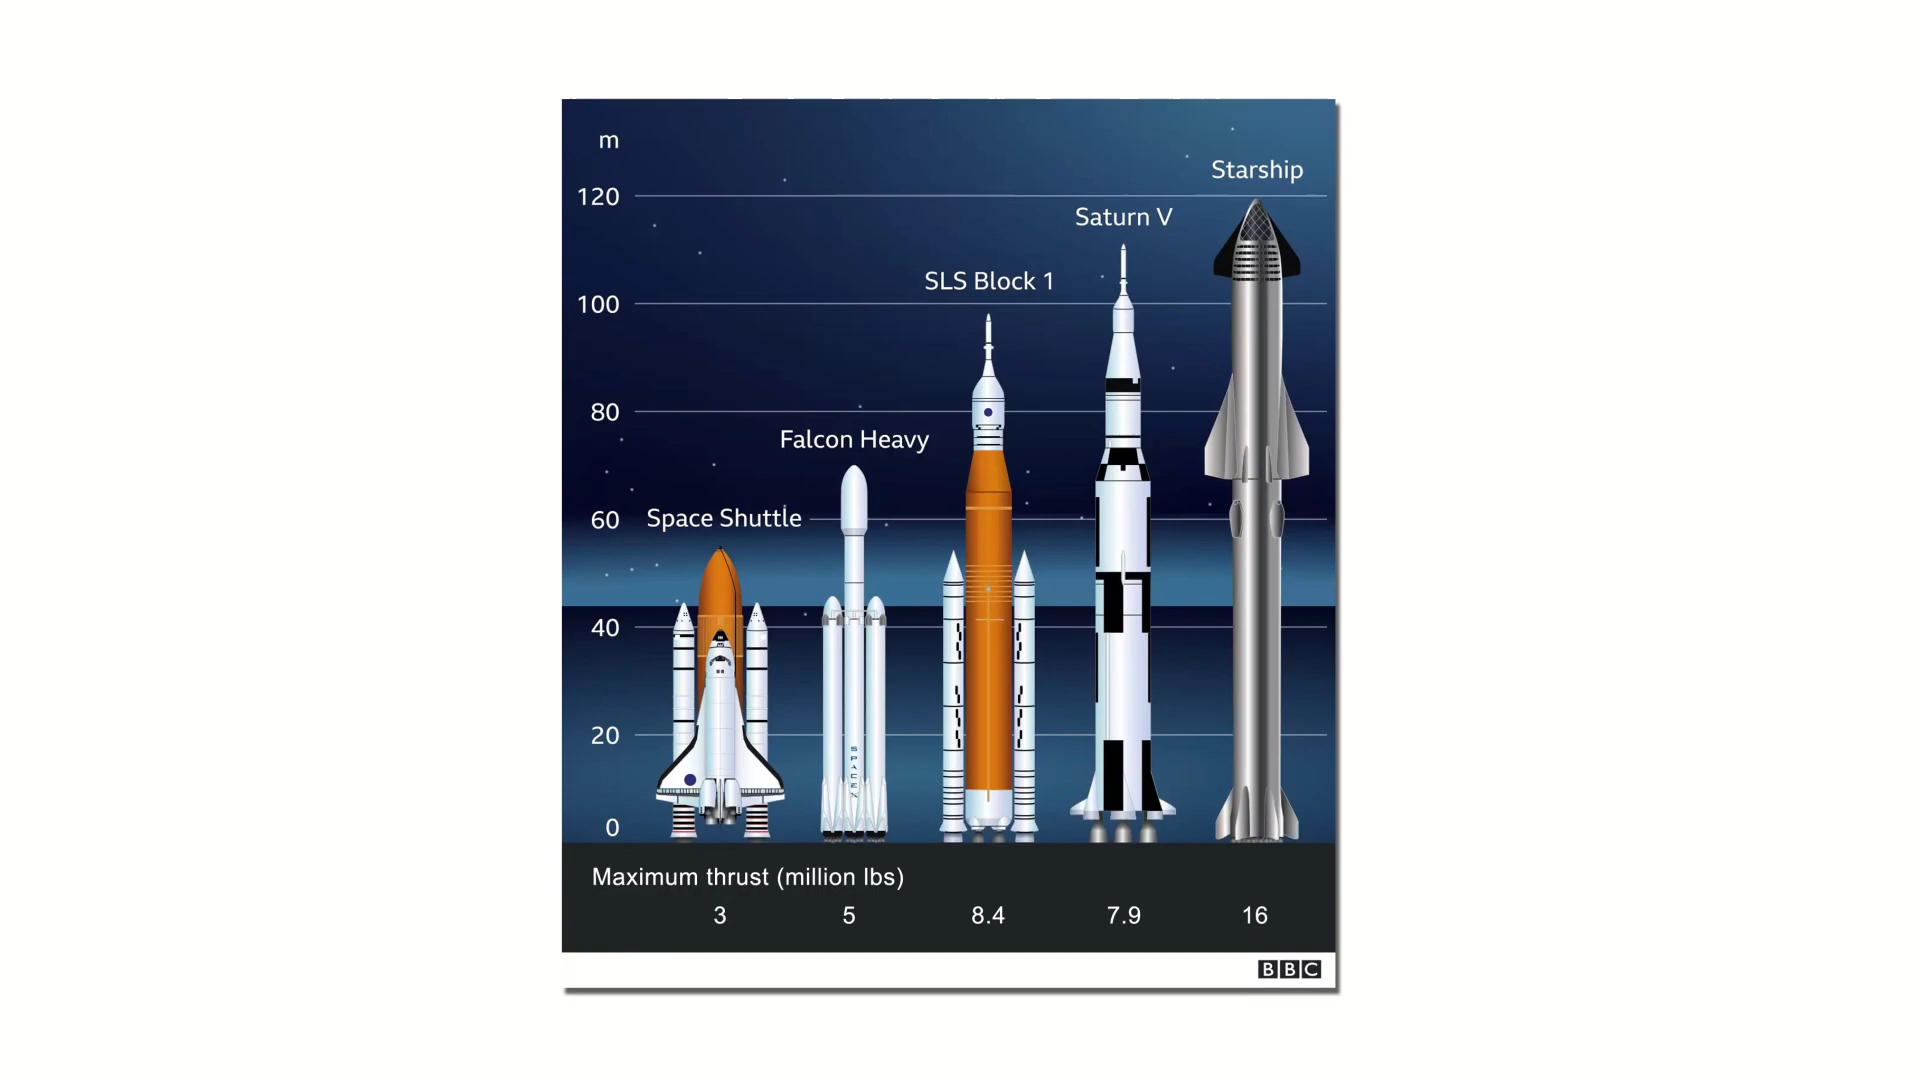 m
120
Starship
Saturn V
SLS Block 1
100
80
Falcon Heavy
60
Space Shuttle
40
20
SPACEX
0
Maximum thrust (million lbs)
3 5 8.4 7.9 16
BBC